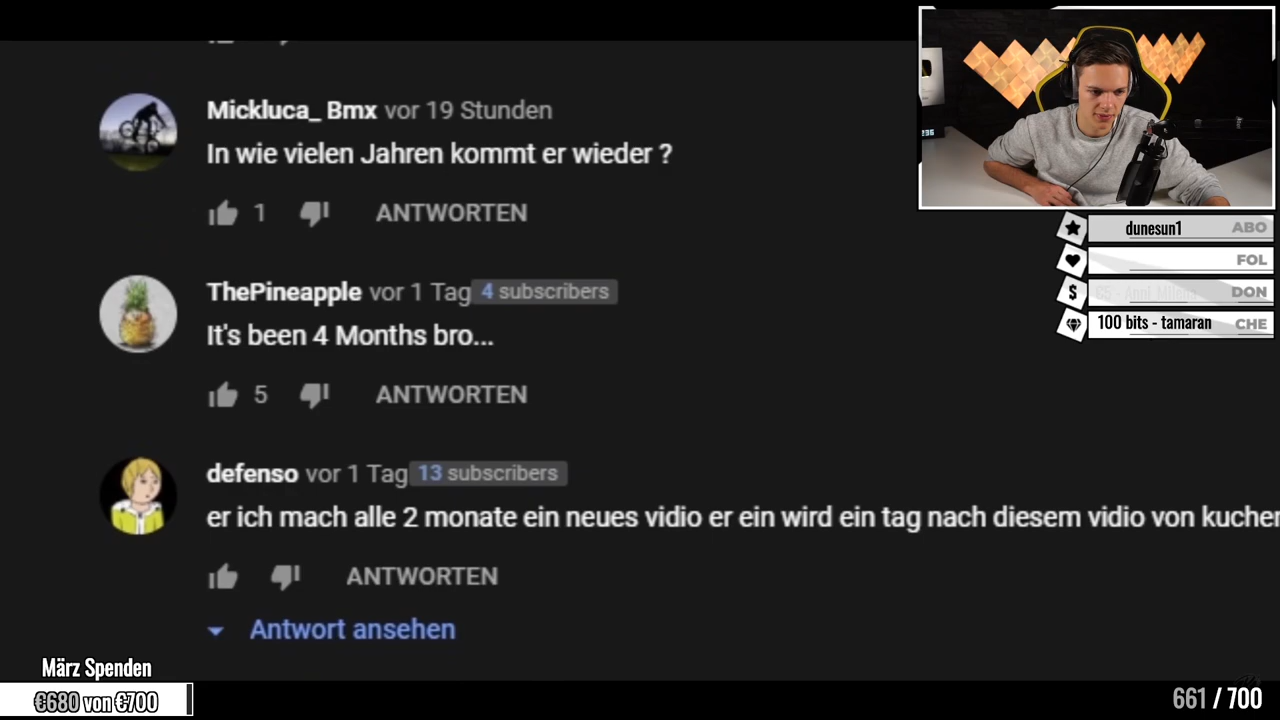 Mickluca_ Bmx vor 19 Stunden
In wie vielen Jahren kommt er wieder ?
1 ANTWORTEN
ThePineapple vor 1 Tag 4 subscribers
It's been 4 Months bro...
5 ANTWORTEN
defenso vor 1 Tag 13 subscribers
er ich mach alle 2 monate ein neues vidio er ein wird ein tag nach diesem vidio von kuchen
ANTWORTEN
Antwort ansehen
dunesun1 ABO
FOL
DON
100 bits - tamaran CHE
März Spenden
€680 von €700
661 / 700